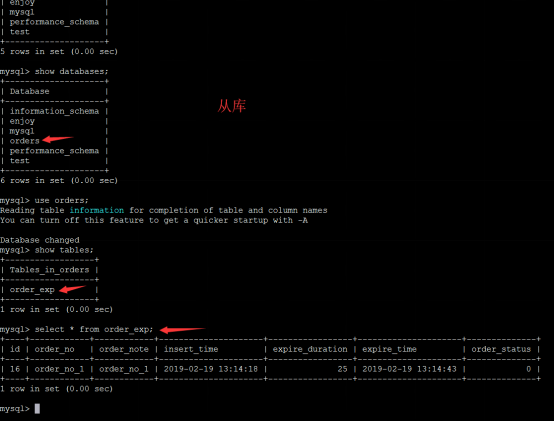 | enjoy              |
| mysql              |
| performance_schema |
| test               |
+--------------------+
5 rows in set (0.00 sec)
mysql> show databases;
+--------------------+
| Database           |
+--------------------+
| information_schema |
| enjoy              |
| mysql              |
| orders             |
| performance_schema |
| test               |
+--------------------+
6 rows in set (0.00 sec)
从库
mysql> use orders;
Reading table information for completion of table and column names
You can turn off this feature to get a quicker startup with -A
Database changed
mysql> show tables;
+------------------+
| Tables_in_orders |
+------------------+
| order_exp        |
+------------------+
1 row in set (0.00 sec)
mysql> select * from order_exp;
+----+------------+------------+---------------------+-----------------+---------------------+--------------+
| id | order_no   | order_note | insert_time         | expire_duration | expire_time         | order_status |
+----+------------+------------+---------------------+-----------------+---------------------+--------------+
| 16 | order_no_1 | order_no_1 | 2019-02-19 13:14:18 |              25 | 2019-02-19 13:14:43 |            0 |
+----+------------+------------+---------------------+-----------------+---------------------+--------------+
1 row in set (0.00 sec)
mysql>